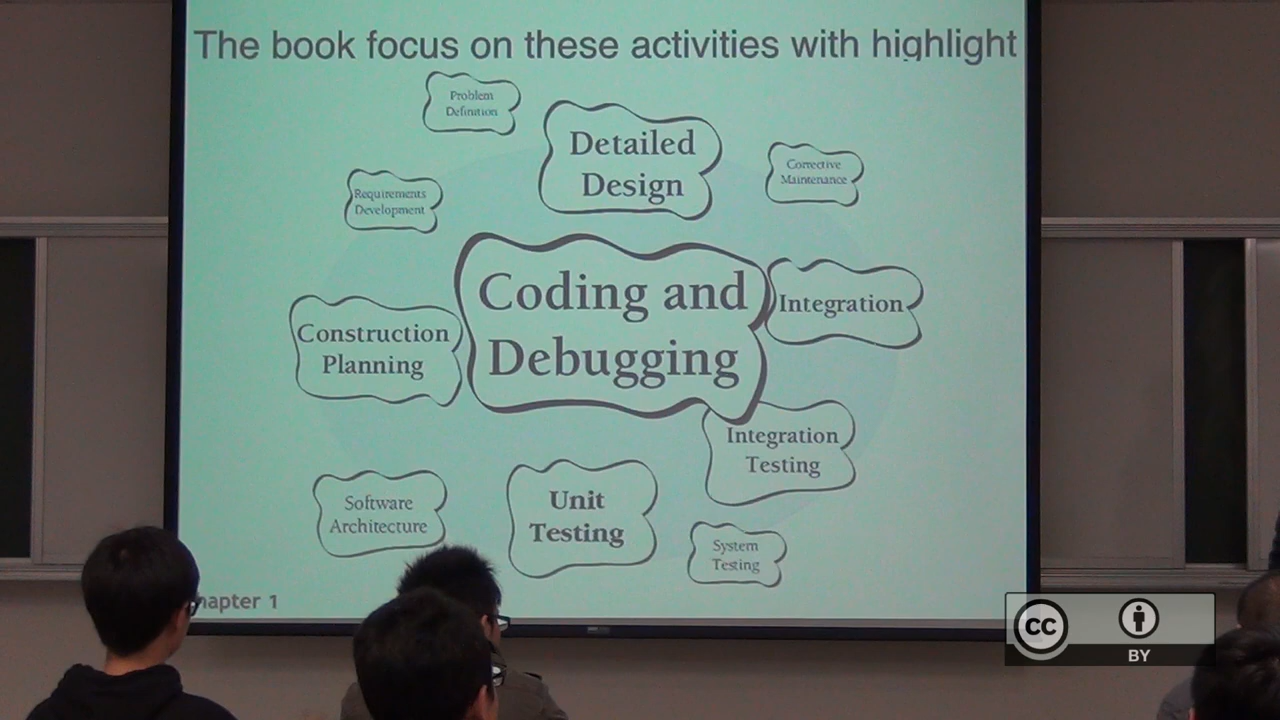 The book focus on these activities with highlight
Problem
Definition
Detailed
Design
Corrective
Maintenance
Requirements
Development
Coding and
Debugging
Integration
Construction
Planning
Integration
Testing
Software
Architecture
Unit
Testing
System
Testing
hapter 1
CC
BY